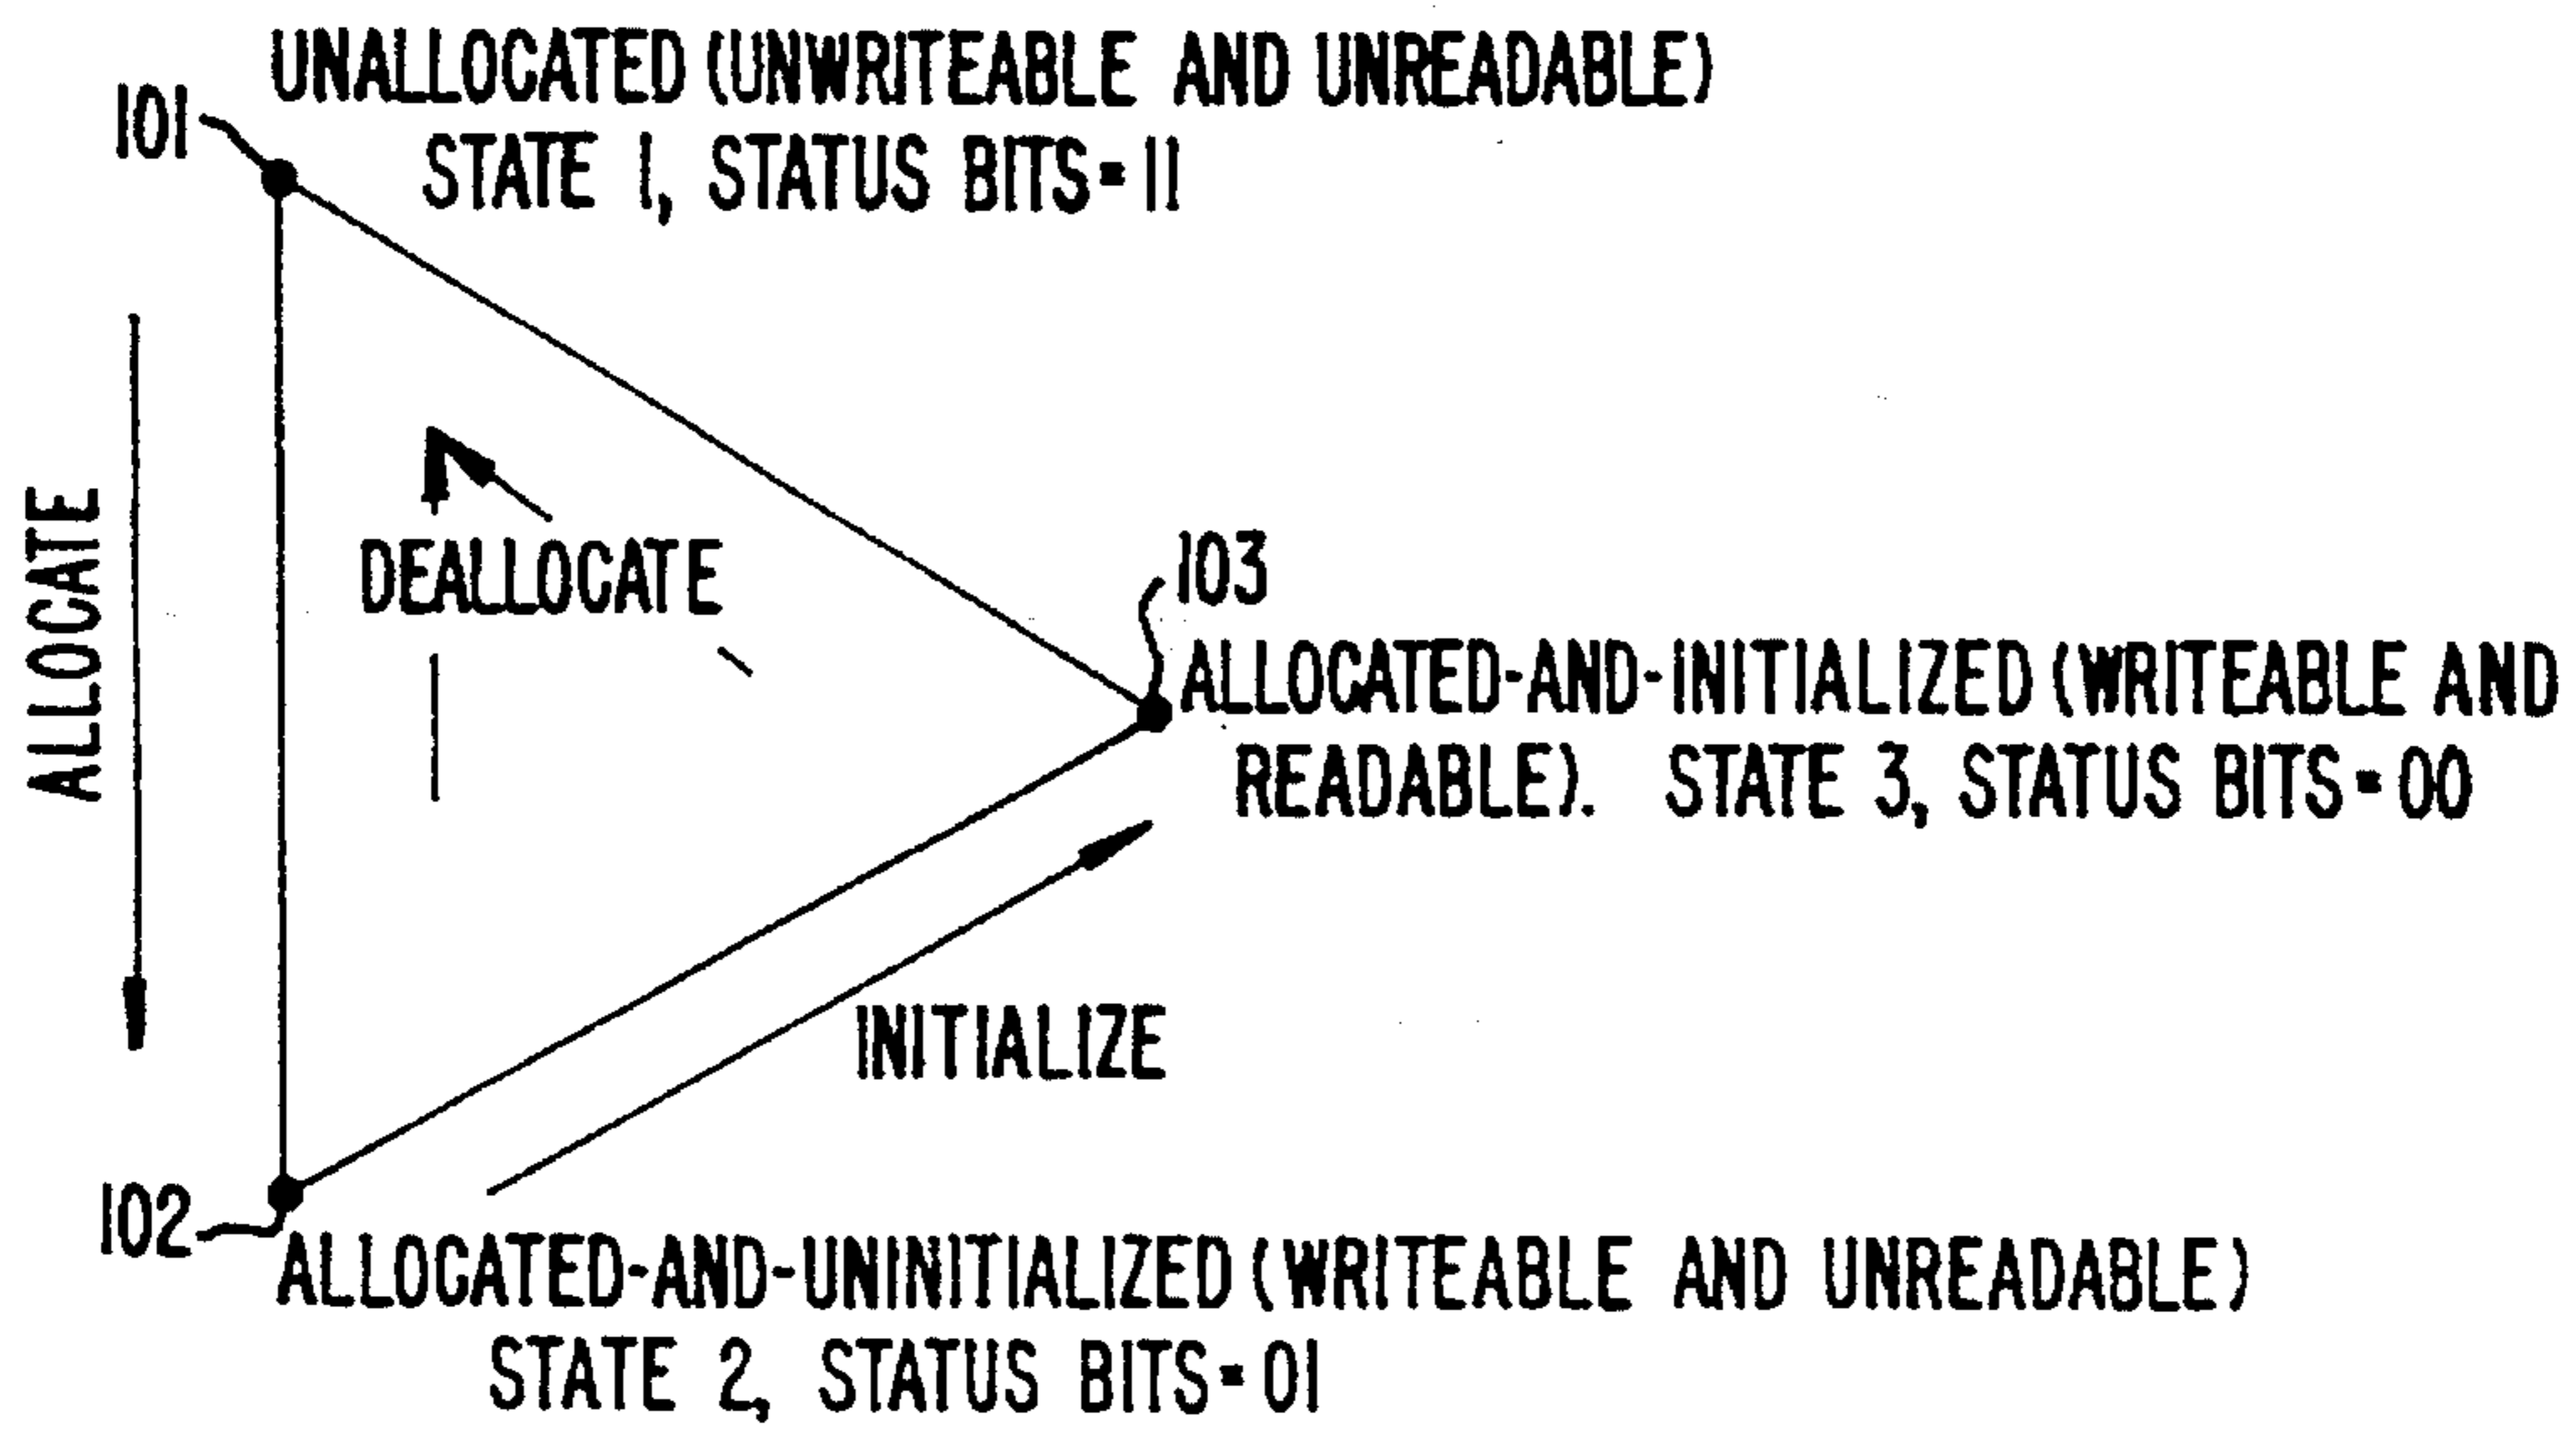 UNALLOCATED (UNWRITEABLE AND UNREADABLE)
101
STATE 1, STATUS BITS=11
ALLOCATE
DEALLOCATE
103
ALLOCATED-AND-INITIALIZED (WRITEABLE AND
READABLE). STATE 3, STATUS BITS=00
INITIALIZE
102
ALLOCATED-AND-UNINITIALIZED (WRITEABLE AND UNREADABLE)
STATE 2, STATUS BITS=01